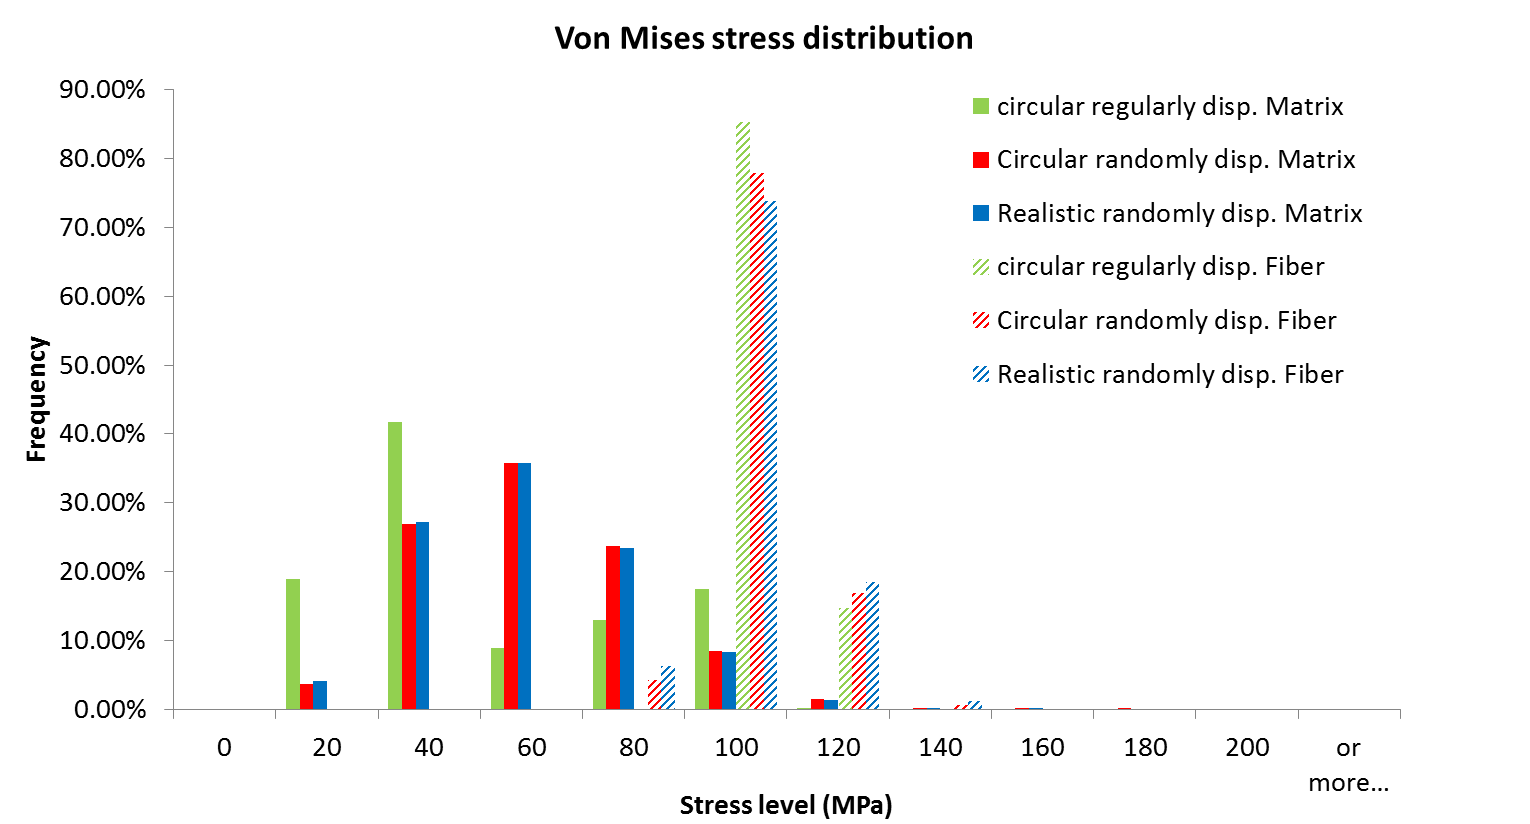 Von Mises stress distribution
90.00%
80.00%
70.00%
60.00%
50.00%
40.00%
30.00%
20.00%
10.00%
0.00%
Frequency
circular regularly disp. Matrix
Circular randomly disp. Matrix
Realistic randomly disp. Matrix
circular regularly disp. Fiber
Circular randomly disp. Fiber
Realistic randomly disp. Fiber
0 20 40 60 80 100 120 140 160 180 200 or
more...
Stress level (MPa)